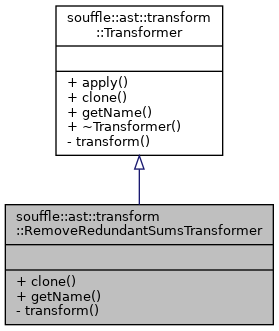 souffle::ast::transform
::Transformer
+ apply()
+ clone()
+ getName()
+ ~Transformer()
- transform()
souffle::ast::transform
::RemoveRedundantSumsTransformer
+ clone()
+ getName()
- transform()